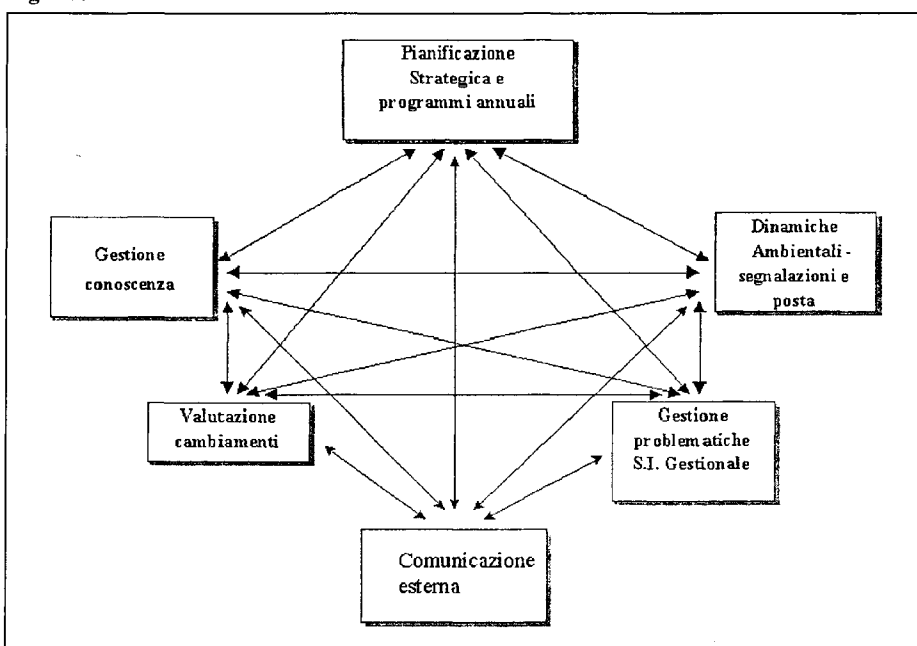 Pianificazione
Strategica e
programmi annuali
Gestione
conoscenza
Dinamiche
Ambientali -
segnalazioni e
posta
Valutazione
cambiamenti
Gestione
problematiche
S.I. Gestionale
Comunicazione
esterna